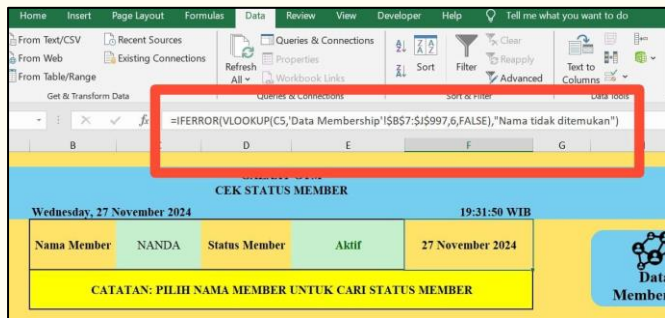 Home Insert Page Layout Formulas Data Review View Developer Help Tell me what you want to do
From Text/CSV Recent Sources Queries & Connections Clear
From Web Existing Connections Properties Reapply
From Table/Range Refresh All Workbook Links Sort Filter Advanced Text to Columns
Get & Transform Data Queries & Connections Sort & Filter Data Tools
fx =IFERROR(VLOOKUP(C5,'Data Membership'!$B$7:$J$997,6,FALSE),"Nama tidak ditemukan")
B D E F G
CEK STATUS MEMBER
Wednesday, 27 November 2024 19:31:50 WIB
Nama Member NANDA Status Member Aktif 27 November 2024
CATATAN: PILIH NAMA MEMBER UNTUK CARI STATUS MEMBER